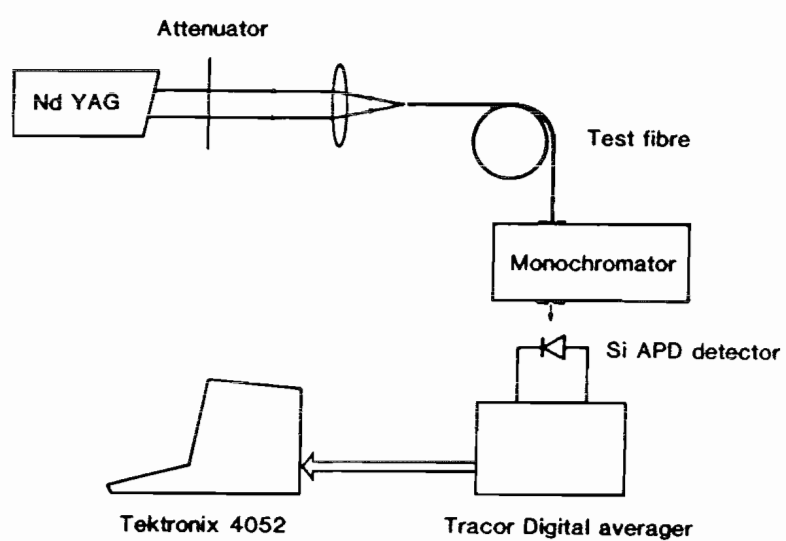 Attenuator
Nd YAG
Test fibre
Monochromator
Si APD detector
Tektronix 4052
Tracor Digital averager